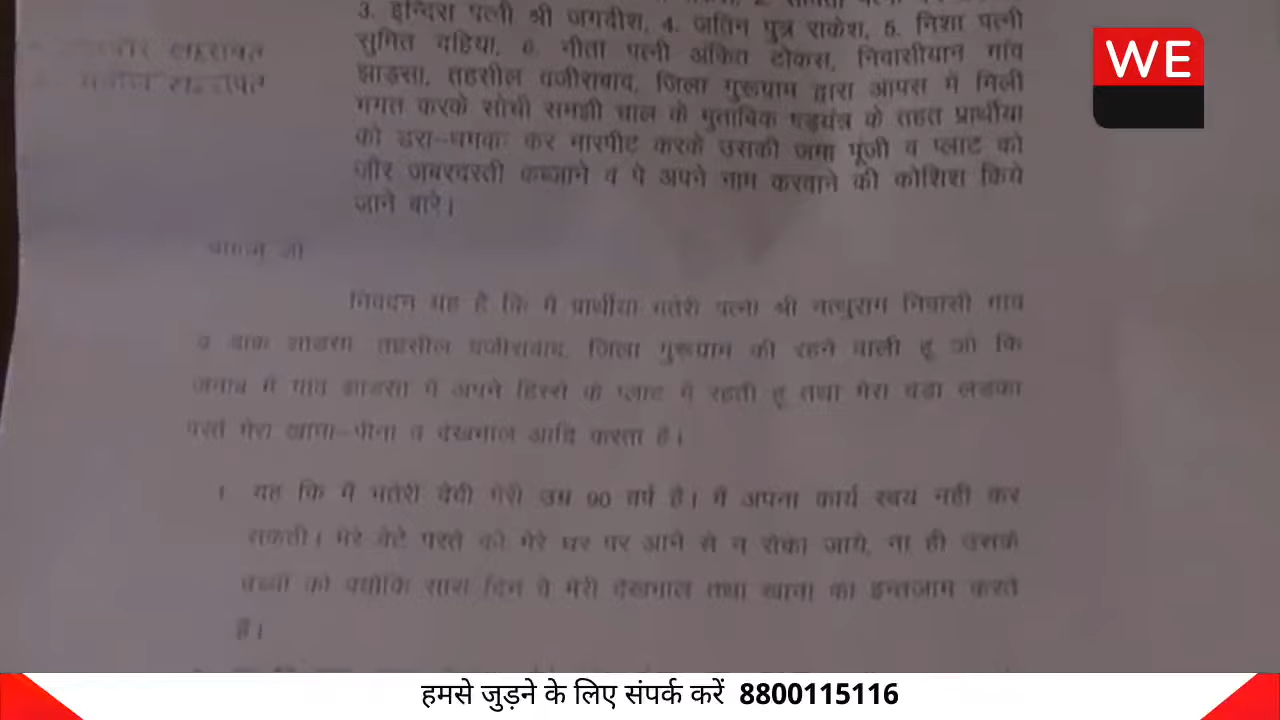 3. इन्दिरा पत्नी श्री जगदीश, 4. जतिन पुत्र राकेश, 5. निशा पत्नी
सुमित दहिया, 6. नीता पत्नी अंकित टोकस, निवासीयान गांव
झाड़सा, तहसील वजीराबाद, जिला गुरूग्राम द्वारा आपस में मिली
भगत करके सोची समझी चाल के मुताबिक षड़यंत्र के तहत प्रार्थीया
को डरा-धमका कर मारपीट करके उसकी जमा पूंजी व प्लाट को
जोर जबरदस्ती कब्जाने व पे अपने नाम करवाने की कोशिश किये
जाने बारे।
WE
निवेदन यह है कि मैं प्रार्थीया भतेरी पत्नी श्री नत्थुराम निवासी गांव
व डाक झाडसा, तहसील वजीराबाद, जिला गुरूग्राम की रहने वाली हूं जो कि
जनाब में गांव झाडसा में अपने हिस्से के प्लाट में रहती हूं तथा मेरा बडा लडका
मेरा खाना-पीना व देखभाल आदि करता है।
1. यह कि मैं भतेरी देवी मेरी उम्र 90 वर्ष है। मैं अपना कार्य स्वयं नहीं कर
सकती। मेरे बेटे को मेरे घर पर आने से न रोका जाये, ना ही उसके
बच्चों को क्योंकि सारा दिन वे मेरी देखभाल तथा खाना का इन्तजाम करते
है।
हमसे जुड़ने के लिए संपर्क करें 8800115116